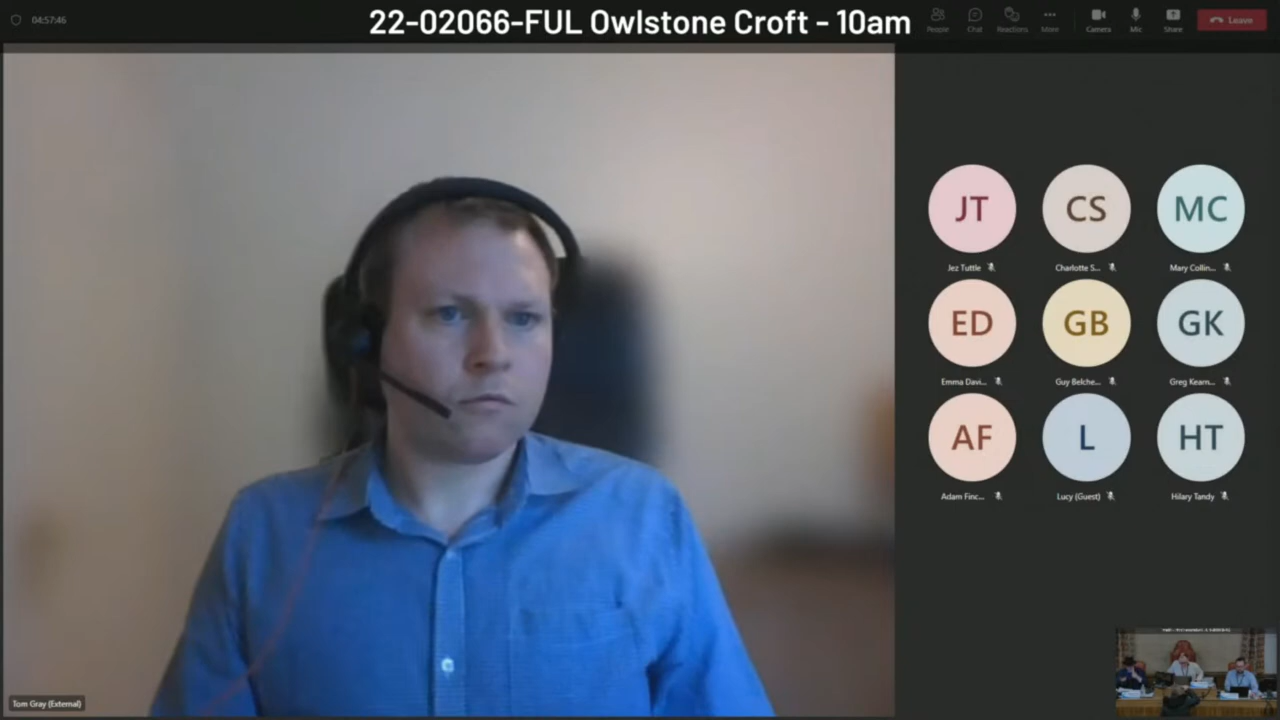 22-02066-FUL Owlstone Croft - 10am
04:57:46
People
Chat
Reactions
More
Camera
Mic
Share
Leave
JT
CS
MC
Jez Tuttle
Charlotte S...
Mary Collin...
ED
GB
GK
Emma Davi...
Guy Belche...
Greg Kearn...
AF
L
HT
Adam Finc...
Lucy (Guest)
Hilary Tandy
Tom Gray (External)